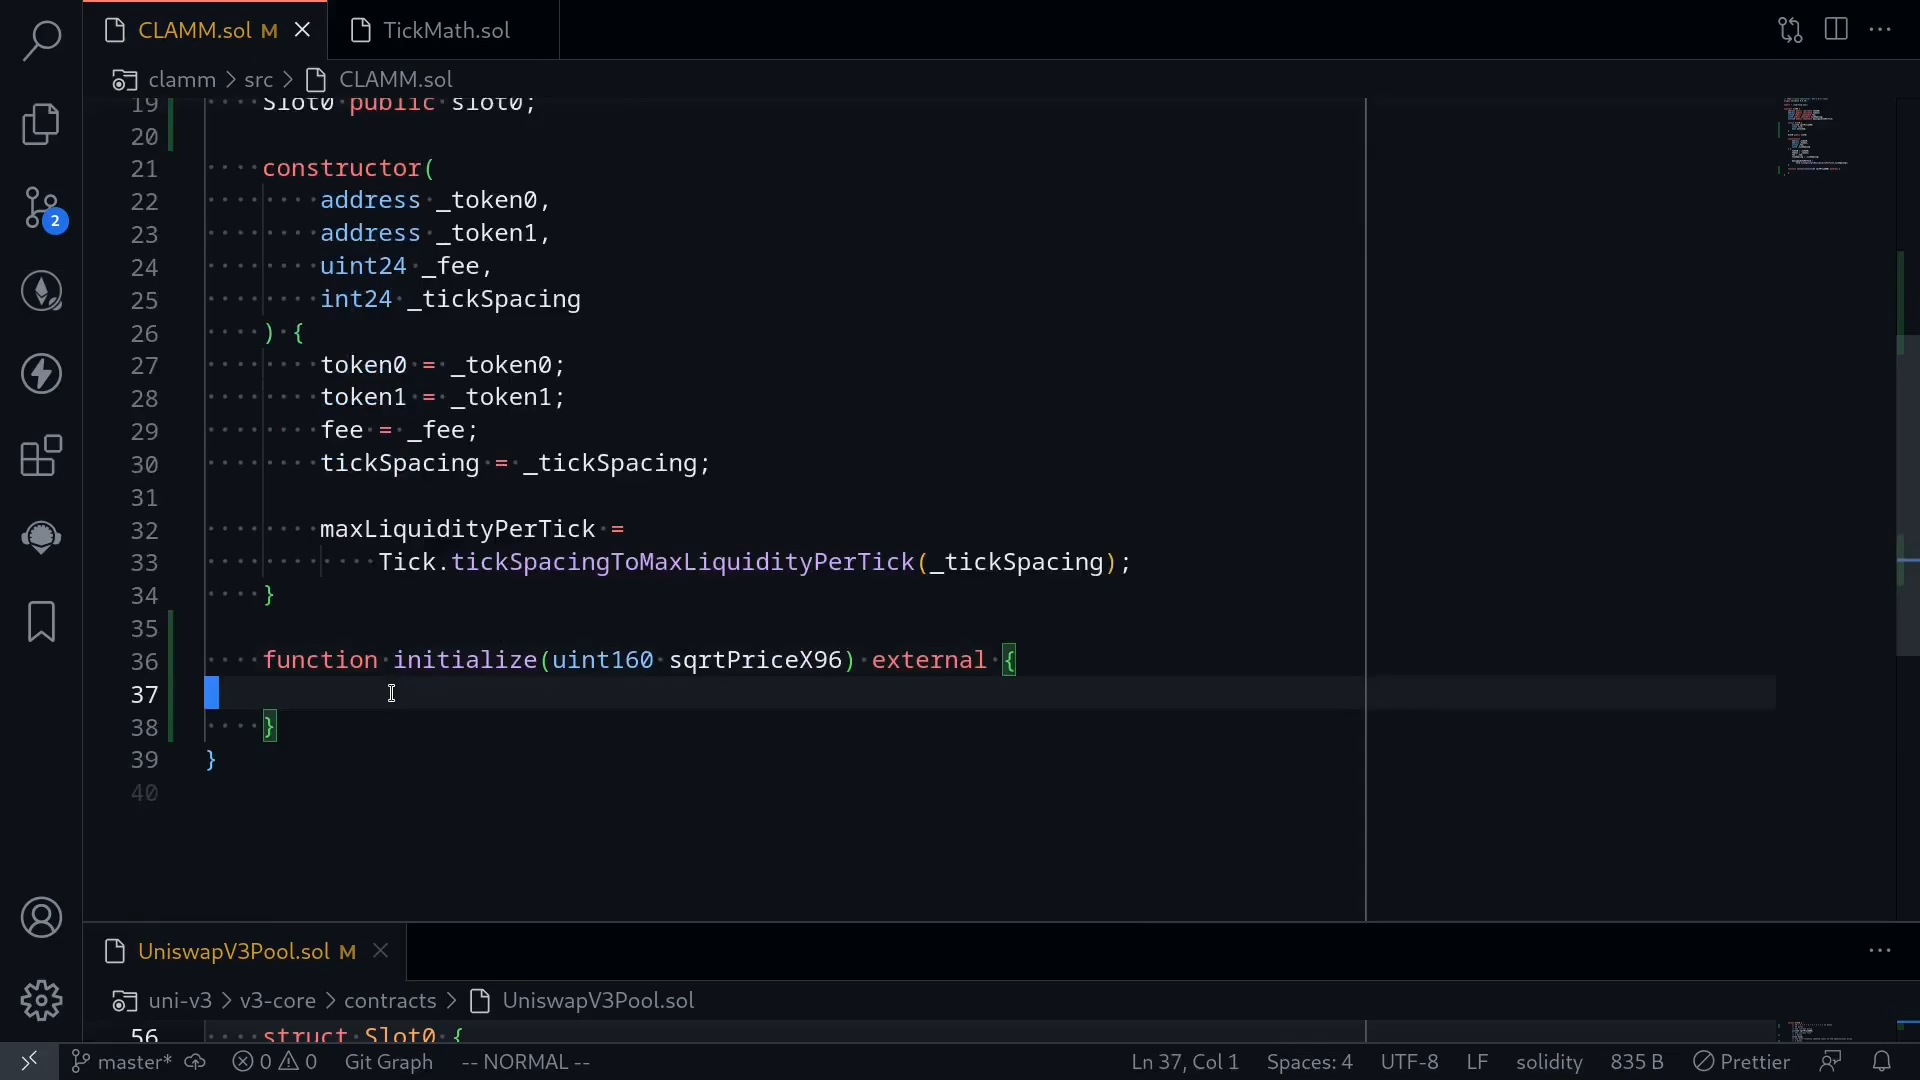 CLAMM.sol M
TickMath.sol
clamm > src > CLAMM.sol
19 Slot0 public slot0;
20
21 constructor(
22 address _token0,
23 address _token1,
24 uint24 _fee,
25 int24 _tickSpacing
26 ) {
27 token0 = _token0;
28 token1 = _token1;
29 fee = _fee;
30 tickSpacing = _tickSpacing;
31
32 maxLiquidityPerTick =
33 Tick.tickSpacingToMaxLiquidityPerTick(_tickSpacing);
34 }
35
36 function initialize(uint160 sqrtPriceX96) external {
37
38 }
39 }
40
2
UniswapV3Pool.sol M
uni-v3 > v3-core > contracts > UniswapV3Pool.sol
56 struct Slot0 {
master* 0 0 Git Graph -- NORMAL -- Ln 37, Col 1 Spaces: 4 UTF-8 LF solidity 835 B Prettier